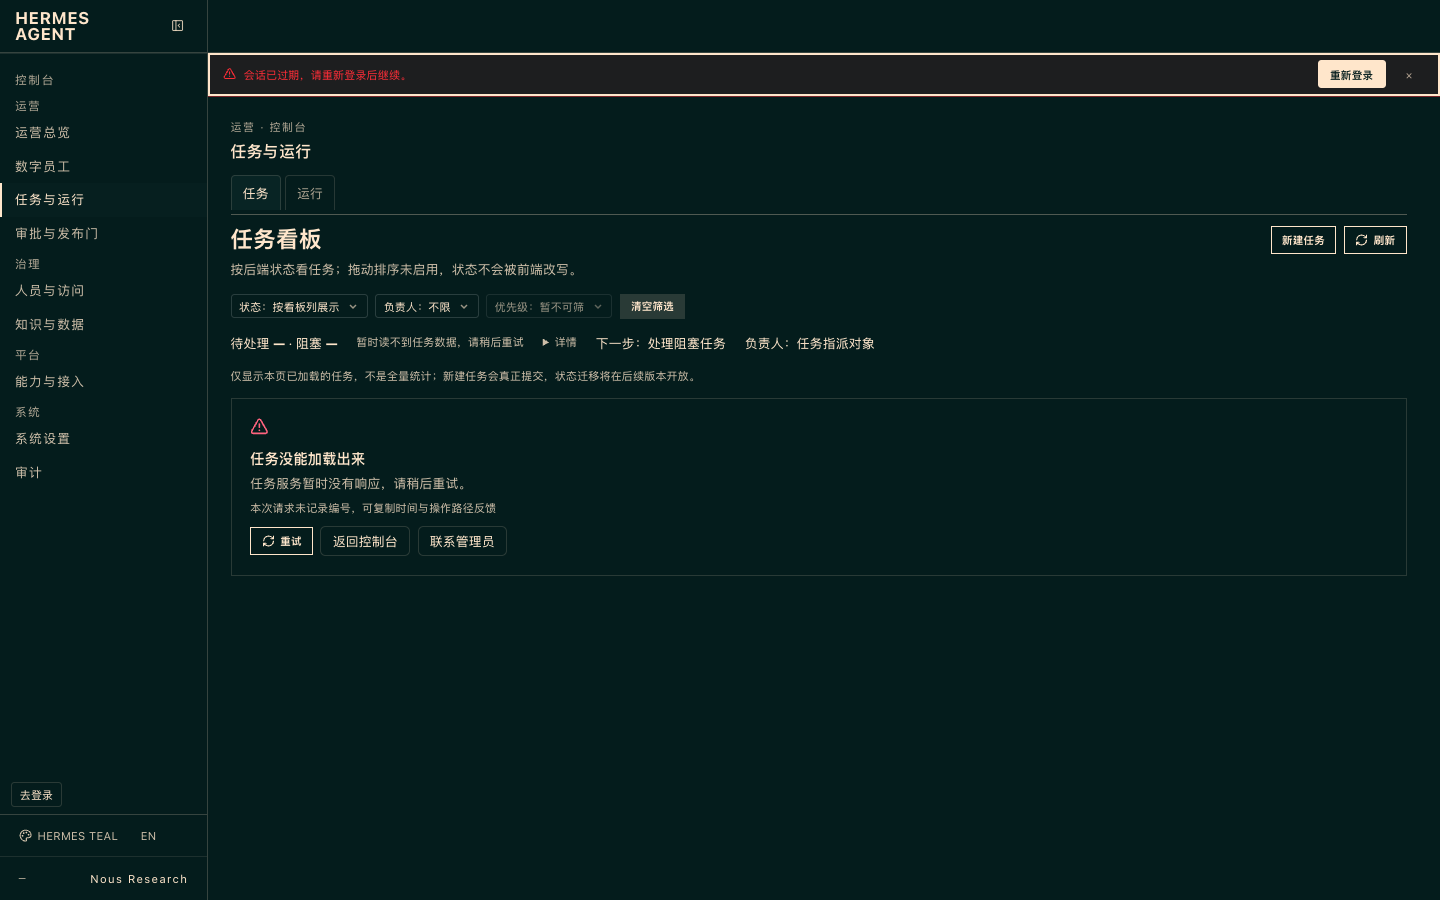 HERMES
AGENT
控制台
运营
运营总览
数字员工
任务与运行
审批与发布门
治理
人员与访问
知识与数据
平台
能力与接入
系统
系统设置
审计
去登录
HERMES TEAL EN
— Nous Research
会话已过期，请重新登录后继续。 重新登录 ×
运营 · 控制台
任务与运行
任务 运行
任务看板 新建任务 刷新
按后端状态看任务；拖动排序未启用，状态不会被前端改写。
状态：按看板列展示 负责人：不限 优先级：暂不可筛 清空筛选
待处理 — · 阻塞 — 暂时读不到任务数据，请稍后重试 ▶ 详情 下一步：处理阻塞任务 负责人：任务指派对象
仅显示本页已加载的任务，不是全量统计；新建任务会真正提交，状态迁移将在后续版本开放。
任务没能加载出来
任务服务暂时没有响应，请稍后重试。
本次请求未记录编号，可复制时间与操作路径反馈
重试 返回控制台 联系管理员